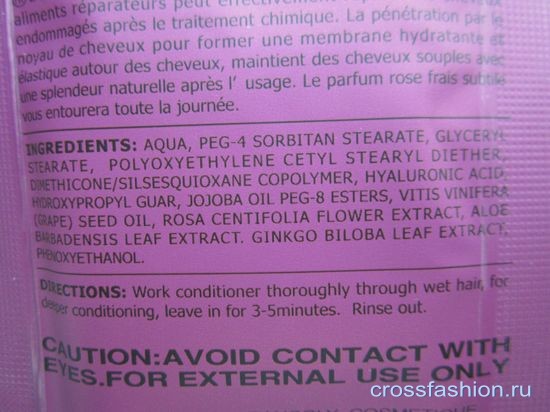 aliments réparateurs peut effectivement
endommagés après le traitement chimique. La pénétration par le
noyau de cheveux pour former une membrane hydratante et
élastique autour des cheveux, maintient des cheveux souples avec
une splendeur naturelle après l' usage. Le parfum rose frais subtile
vous entourera toute la journée.
INGREDIENTS: AQUA, PEG-4 SORBITAN STEARATE, GLYCERYL
STEARATE, POLYOXYETHYLENE CETYL STEARYL DIETHER,
DIMETHICONE/SILSESQUIOXANE COPOLYMER, HYALURONIC ACID,
HYDROXYPROPYL GUAR, JOJOBA OIL PEG-8 ESTERS, VITIS VINIFERA
(GRAPE) SEED OIL, ROSA CENTIFOLIA FLOWER EXTRACT, ALOE
BARBADENSIS LEAF EXTRACT. GINKGO BILOBA LEAF EXTRACT,
PHENOXYETHANOL.
DIRECTIONS: Work conditioner thoroughly through wet hair, for
deeper conditioning, leave in for 3-5minutes. Rinse out.
CAUTION:AVOID CONTACT WITH
EYES.FOR EXTERNAL USE ONLY
crossfashion.ru